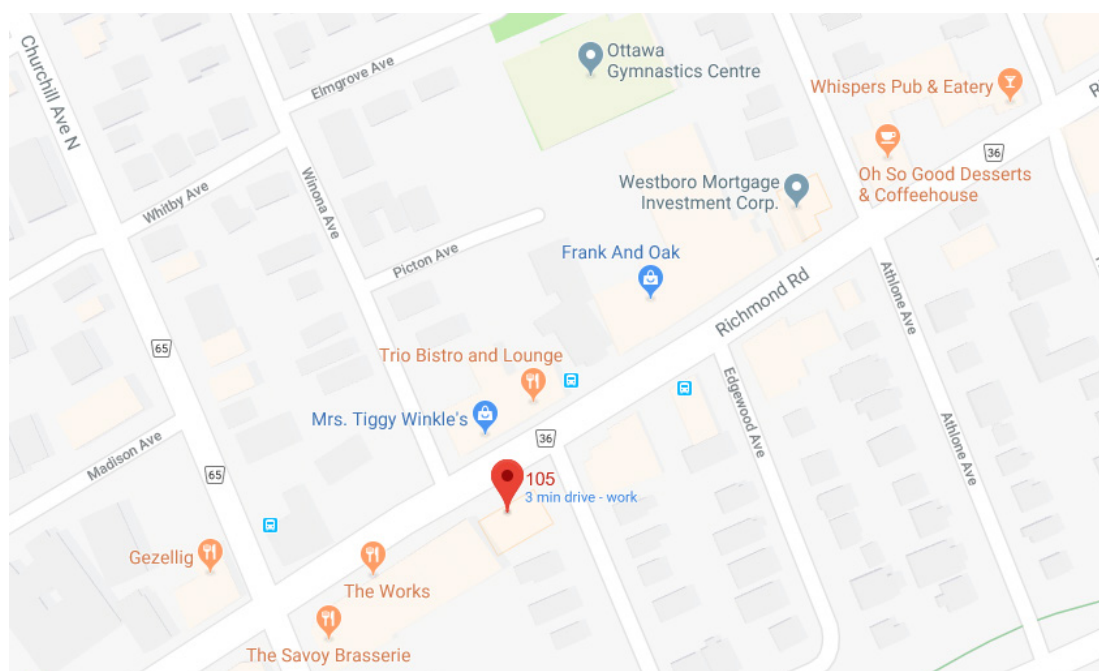 Churchill Ave N
Elmgrove Ave
Ottawa
Gymnastics Centre
Whispers Pub & Eatery
R
36
Oh So Good Desserts
& Coffeehouse
Whitby Ave
Winona Ave
Westboro Mortgage
Investment Corp.
Picton Ave
Frank And Oak
Richmond Rd
Athlone Ave
65
Trio Bistro and Lounge
Mrs. Tiggy Winkle's
Edgewood Ave
Athlone Ave
36
Madison Ave
65
105
3 min drive - work
Gezellig
The Works
The Savoy Brasserie